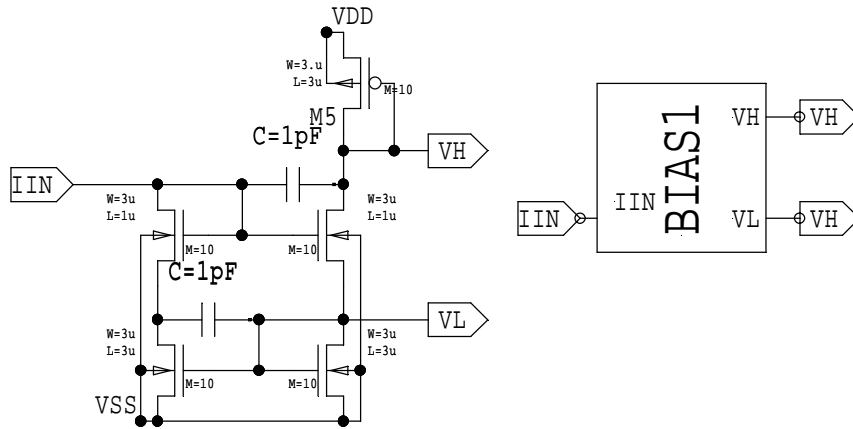 VDD
W=3.u
L=3u
M=10
M5
C=1pF
VH
IIN
W=3u
L=1u
M=10
W=3u
L=1u
M=10
C=1pF
VL
W=3u
L=3u
M=10
W=3u
L=3u
M=10
VSS
IIN
IIN
BIAS1
VH
VL
VH
VH